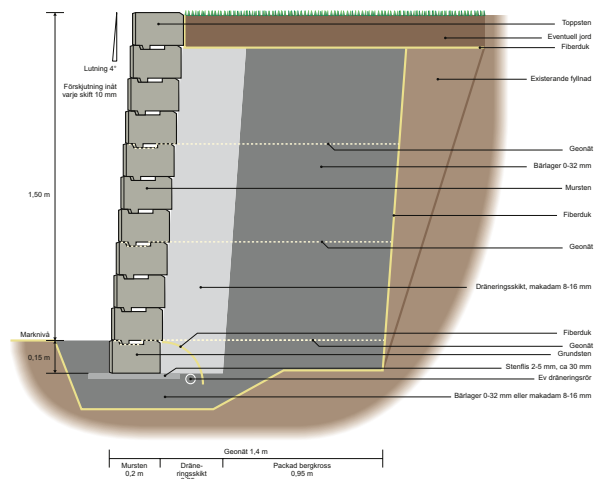 Toppsten
Eventuell jord
Fiberduk
Lutning 4°
Existerande fyllnad
Förskjutning inåt
varje skift 10 mm
Geonät
Bärlager 0-32 mm
1,50 m
Mursten
Fiberduk
Geonät
Dräneringsskikt, makadam 8-16 mm
Marknivå
Fiberduk
Geonät
0,15 m
Grundsten
Stenflis 2-5 mm, ca 30 mm
Ev dräneringsrör
Bärlager 0-32 mm eller makadam 8-16 mm
Geonät 1,4 m
Mursten
0,2 m
Dräne-
ringsskikt
Packad bergkross
0,95 m